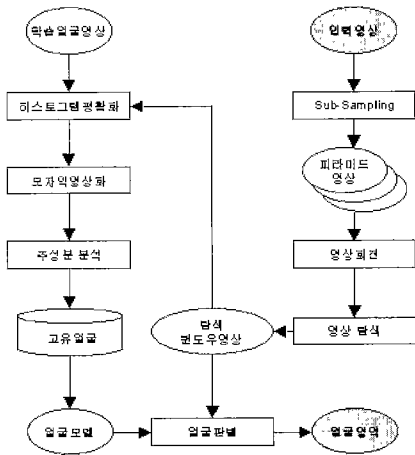 학습얼굴영상
입력영상
히스토그램평활화
Sub-Sampling
모자익영상화
피라미드
영상
주성분 분석
영상회전
고유얼굴
탐색
윈도우영상
영상 탐색
얼굴모델
얼굴판별
얼굴영역